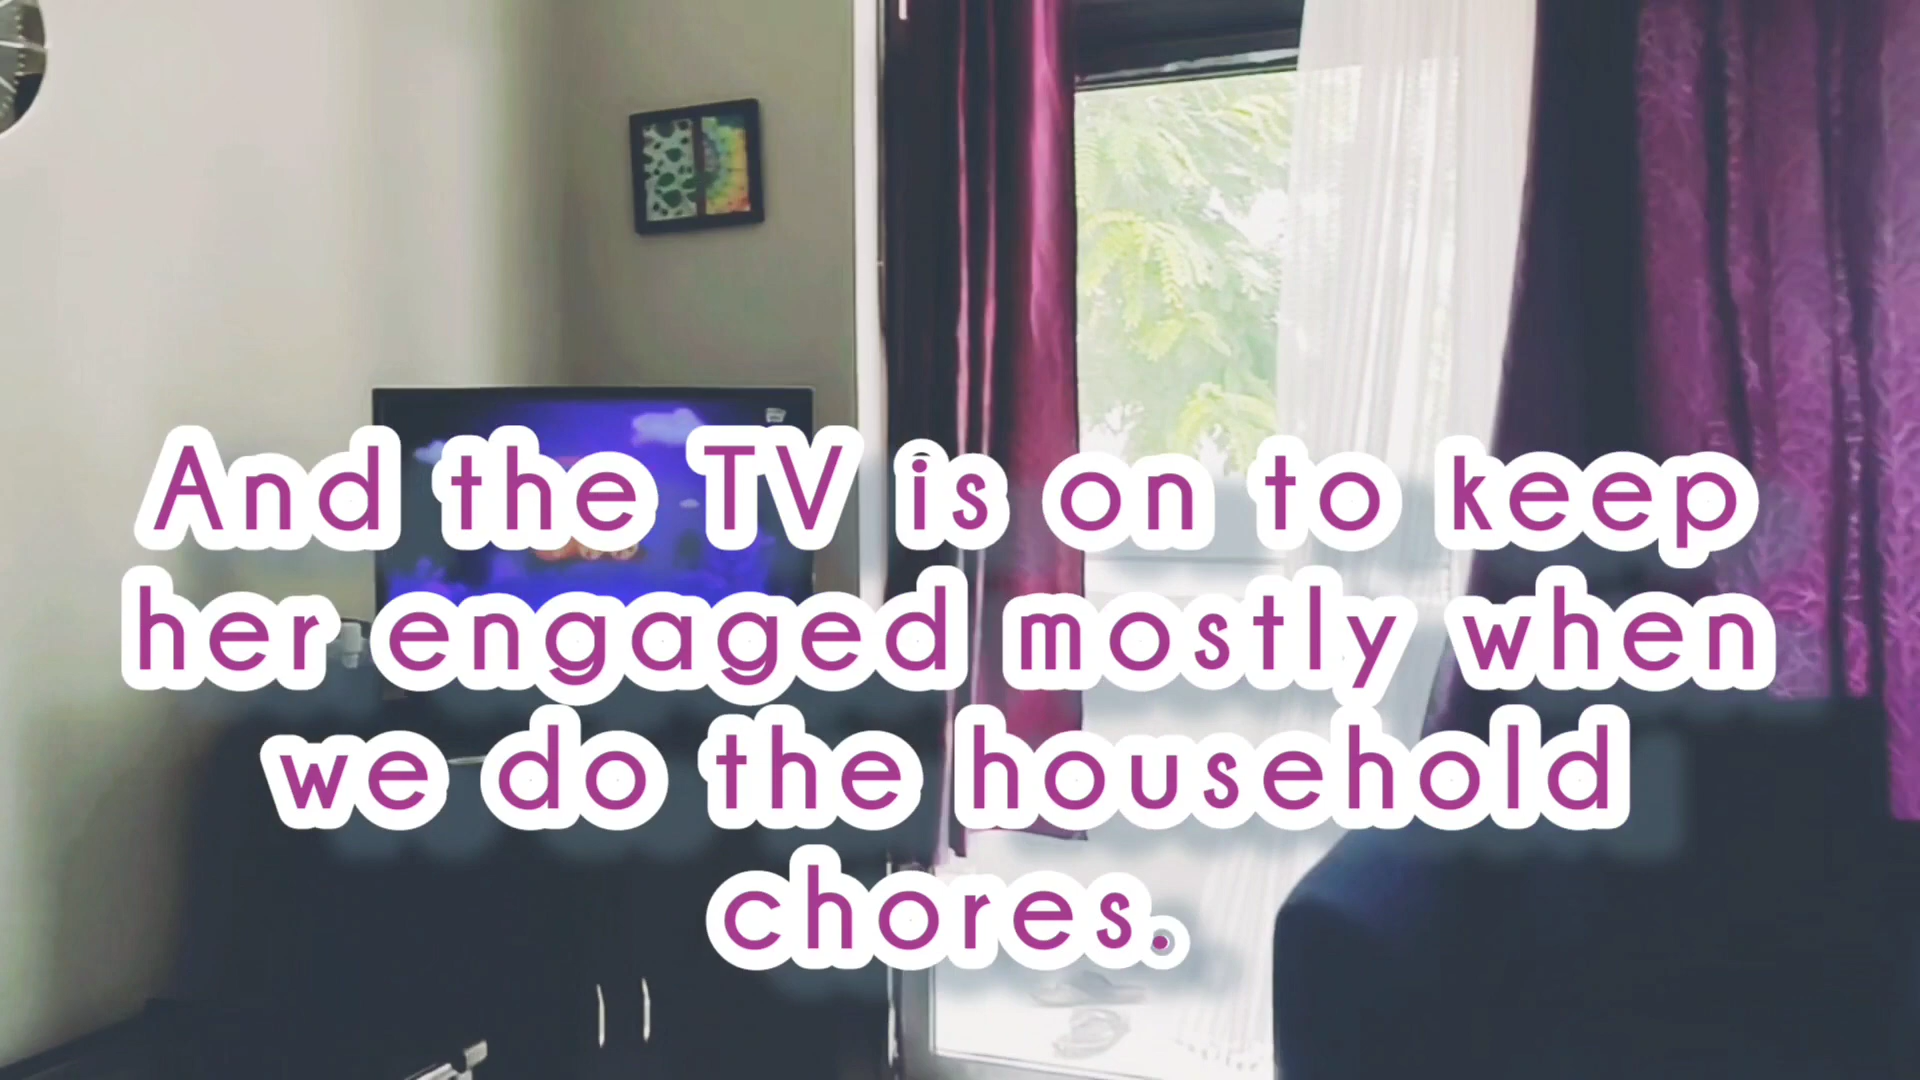 And the TV is on to keep
her engaged mostly when
we do the household
chores.